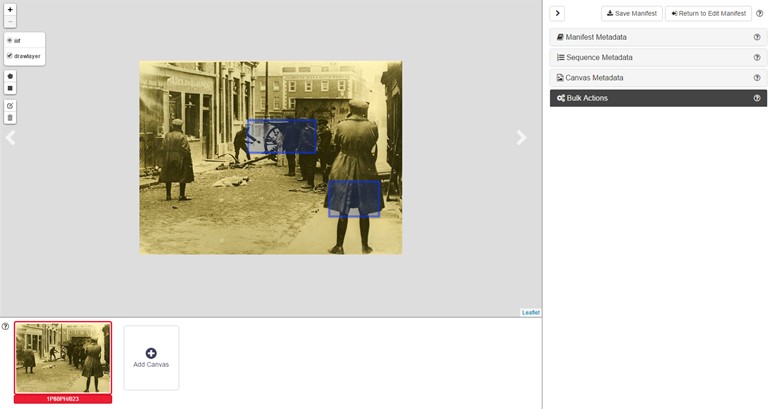 +
−
iiif
drawlayer
Leaflet
Add Canvas
Save Manifest
Return to Edit Manifest
Manifest Metadata
Sequence Metadata
Canvas Metadata
Bulk Actions